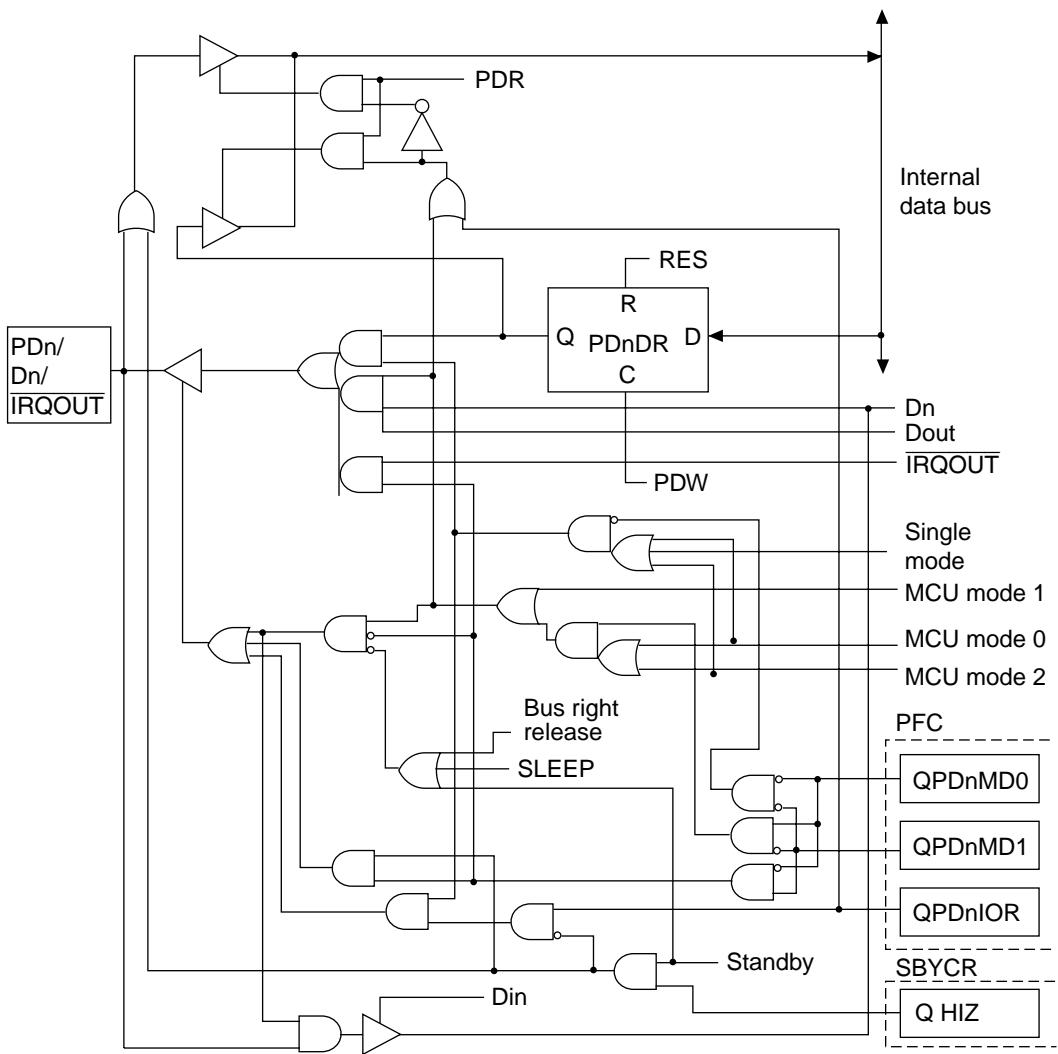 PDR
Internal
data bus
RES
R
Q
PDnDR
D
C
PDn/
Dn/
IRQOUT
Dn
Dout
IRQOUT
PDW
Single
mode
MCU mode 1
MCU mode 0
MCU mode 2
Bus right
release
SLEEP
PFC
QPDnMD0
QPDnMD1
QPDnIOR
Standby
SBYCR
Din
Q HIZ